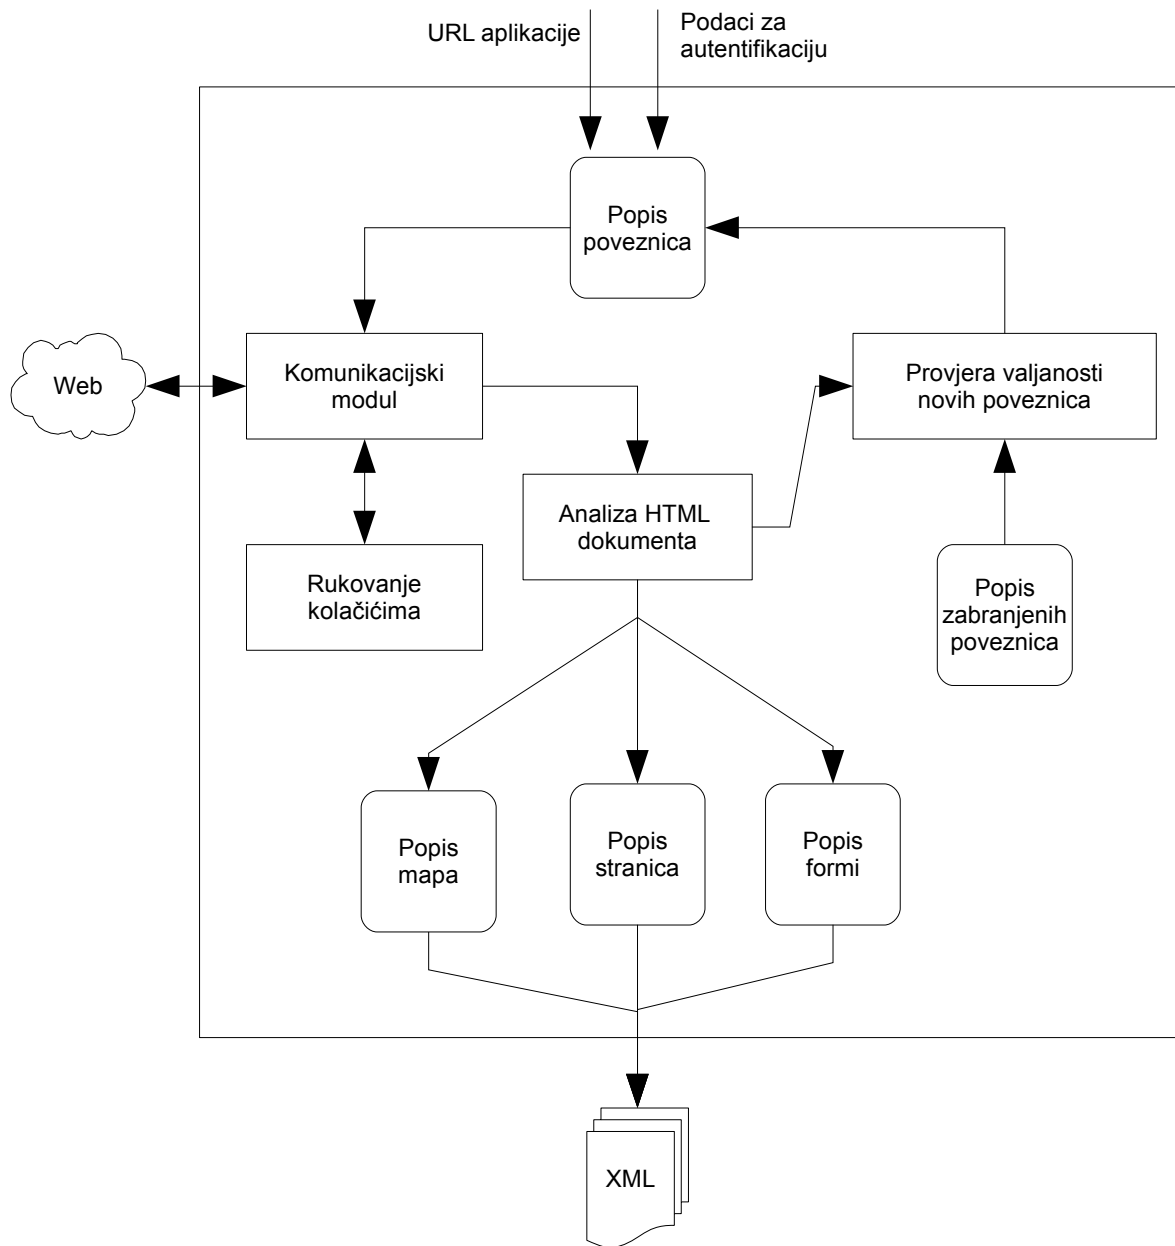 URL aplikacije
Podaci za
autentifikaciju
Popis
poveznica
Web
Komunikacijski
modul
Provjera valjanosti
novih poveznica
Analiza HTML
dokumenta
Rukovanje
kolačićima
Popis
zabranjenih
poveznica
Popis
mapa
Popis
stranica
Popis
formi
XML